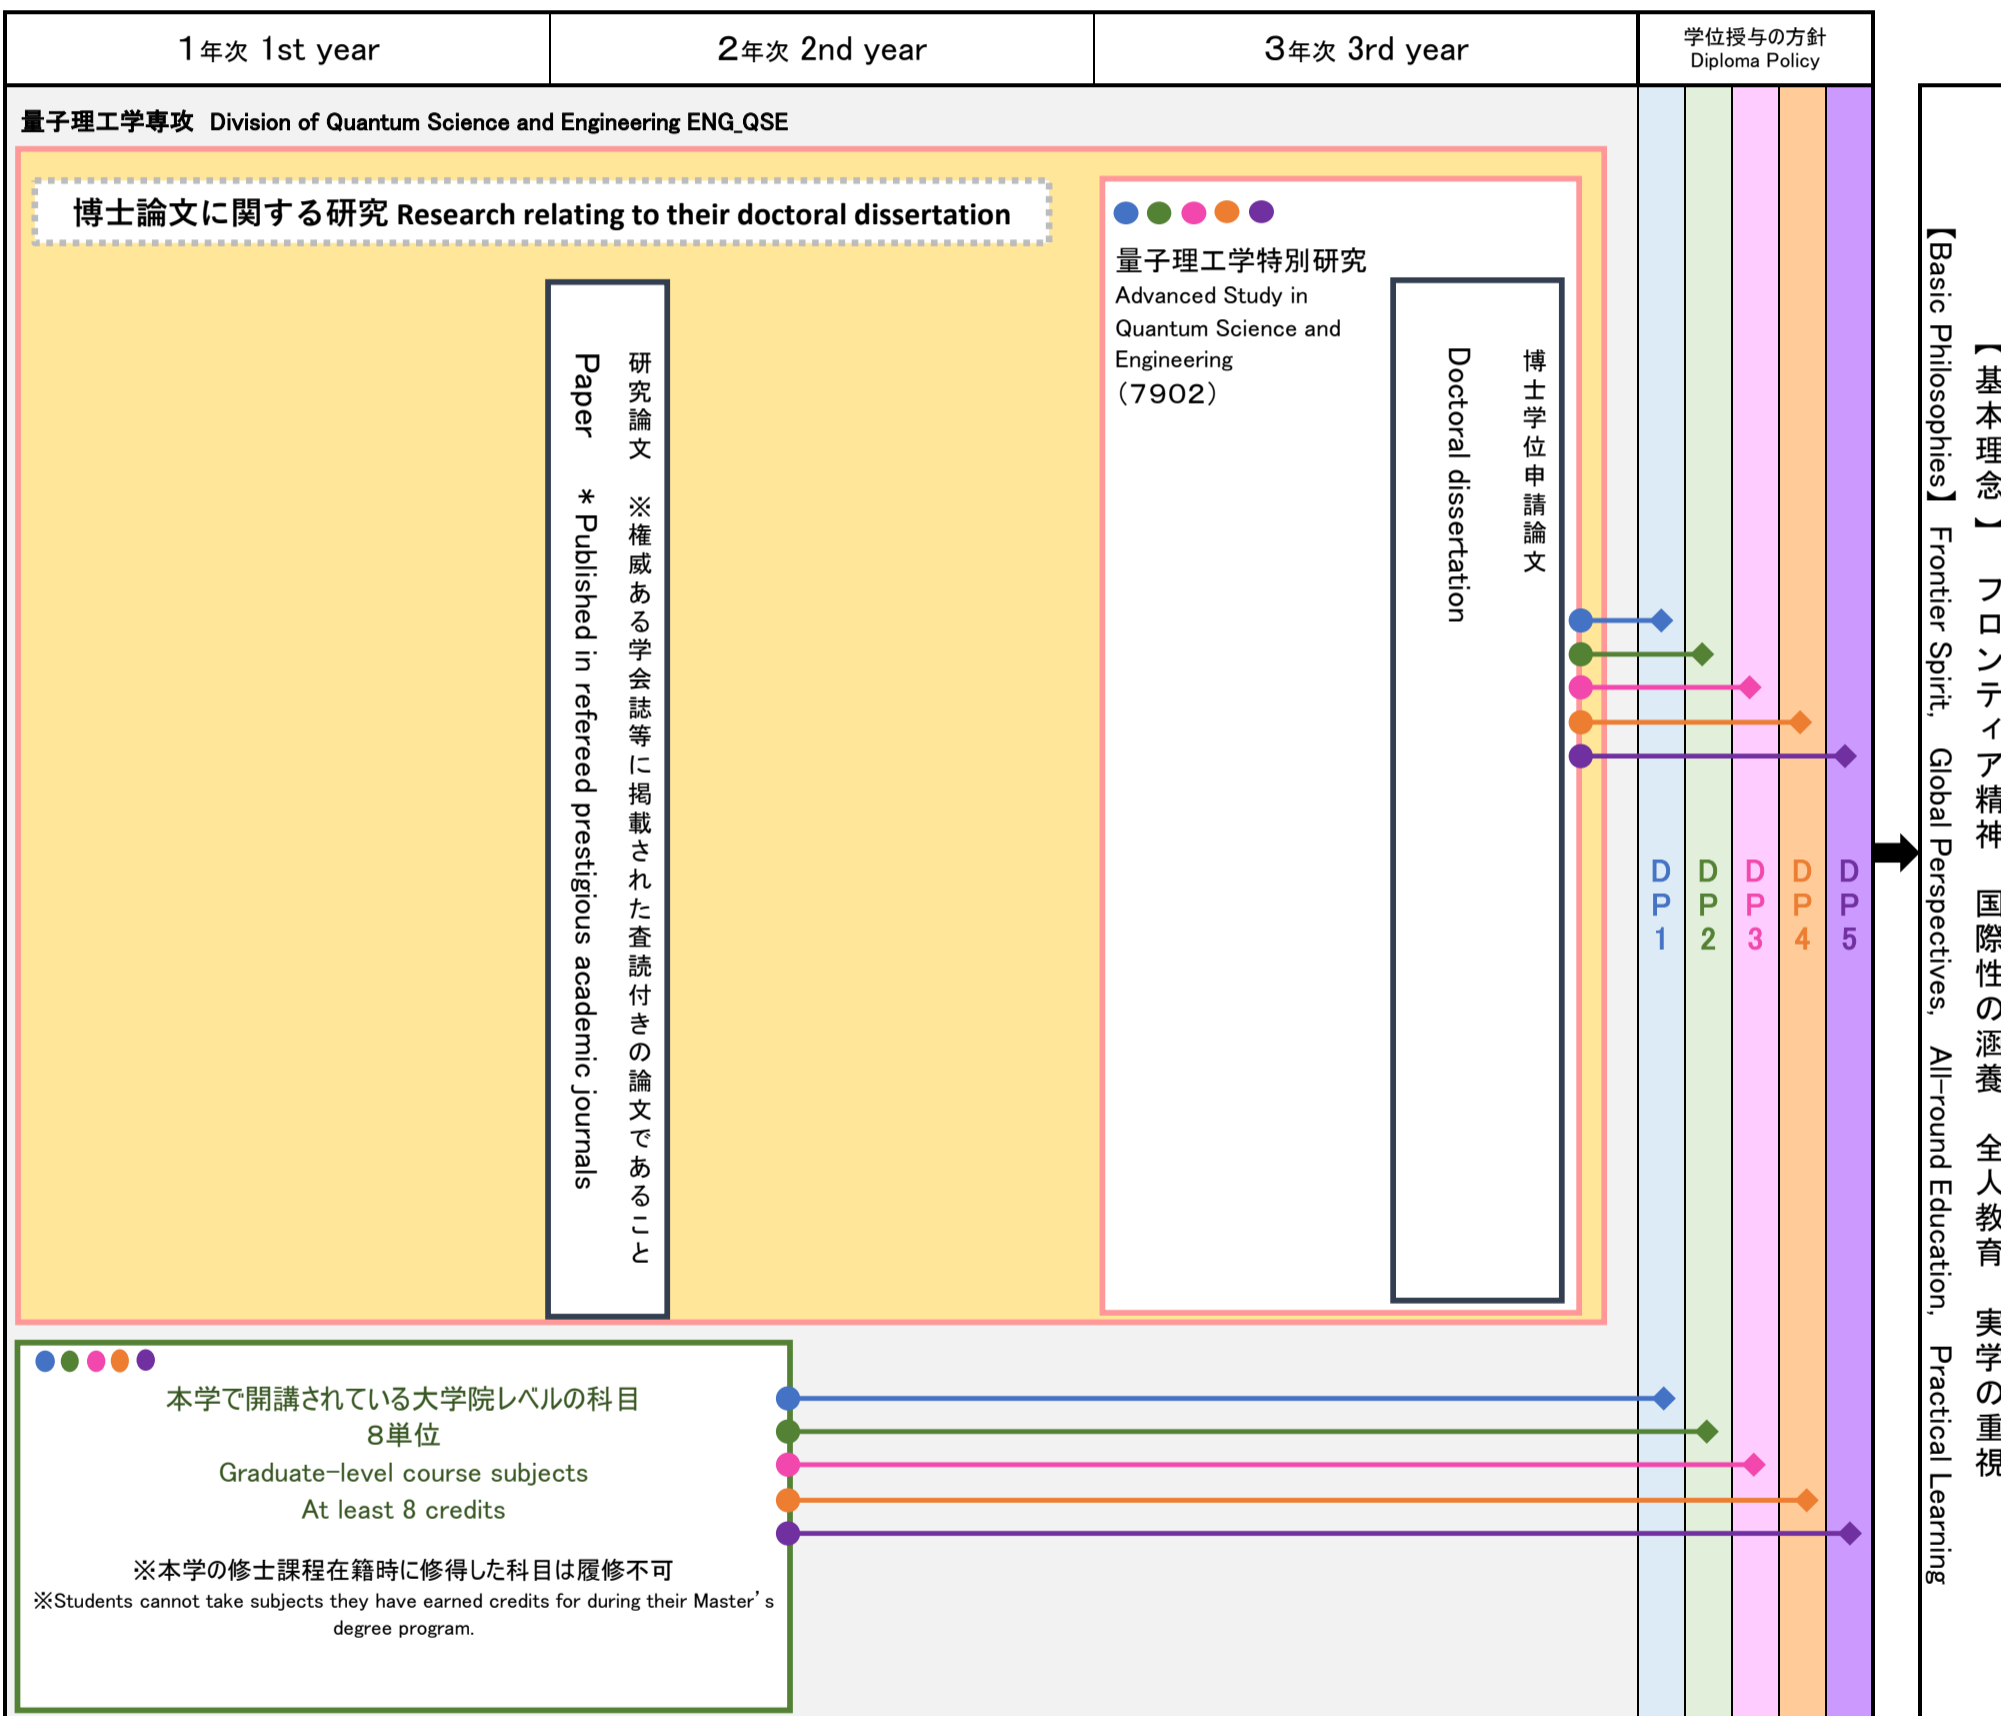 1年次 1st year
2年次 2nd year
3年次 3rd year
学位授与の方針
Diploma Policy
量子理工学専攻 Division of Quantum Science and Engineering ENG_QSE
博士論文に関する研究 Research relating to their doctoral dissertation
研究論文 ※権威ある学会誌等に掲載された査読付きの論文であること
Paper *Published in refereed prestigious academic journals
量子理工学特別研究
Advanced Study in
Quantum Science and
Engineering
(7902)
博士学位申請論文
Doctoral dissertation
DP1
DP2
DP3
DP4
DP5
本学で開講されている大学院レベルの科目
8単位
Graduate-level course subjects
At least 8 credits
※本学の修士課程在籍時に修得した科目は履修不可
※Students cannot take subjects they have earned credits for during their Master's
degree program.
【基本理念】 フロンティア精神 国際性の涵養 全人教育 実学の重視
【Basic Philosophies】 Frontier Spirit, Global Perspectives, All-round Education, Practical Learning